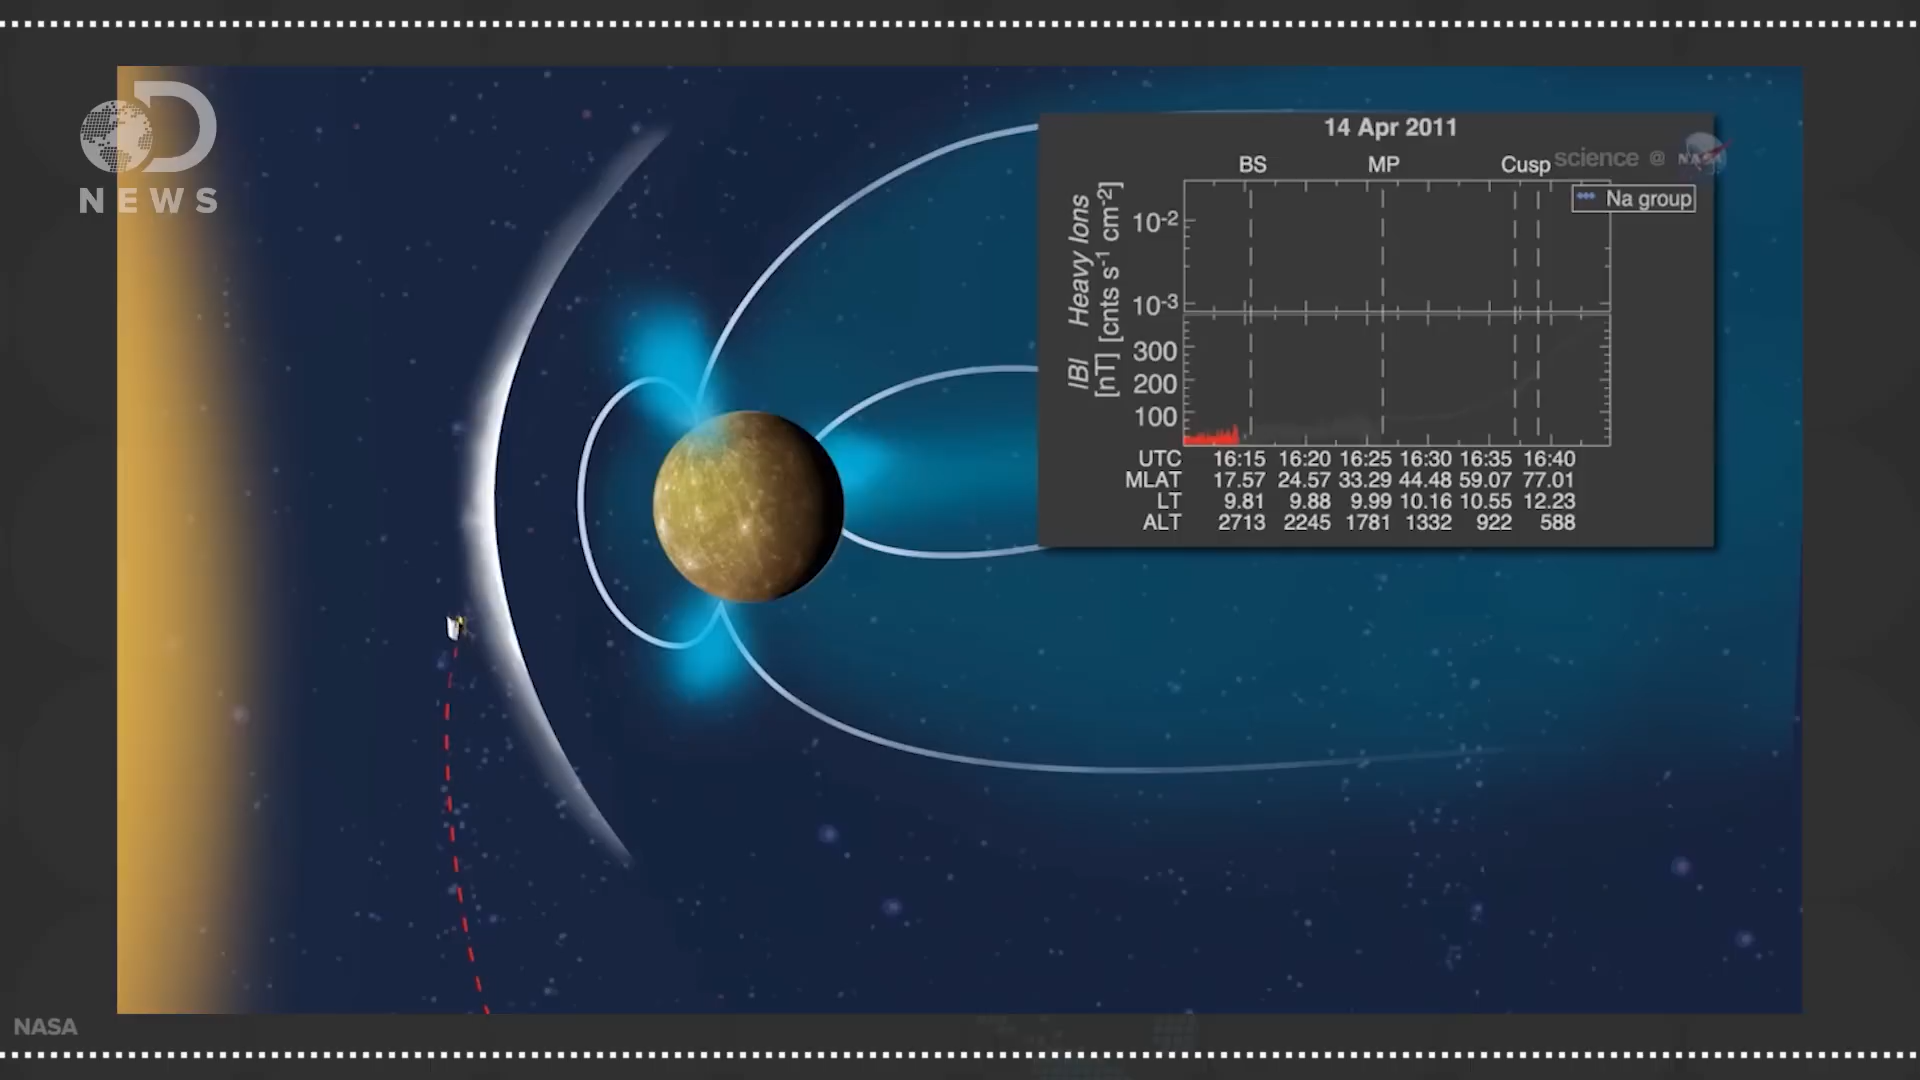 D
NEWS
14 Apr 2011
science @ NASA
BS MP Cusp
Na group
Heavy Ions
[cnts s-1 cm-2]
10-2
10-3
IBI
[nT]
300
200
100
UTC 16:15 16:20 16:25 16:30 16:35 16:40
MLAT 17.57 24.57 33.29 44.48 59.07 77.01
LT 9.81 9.88 9.99 10.16 10.55 12.23
ALT 2713 2245 1781 1332 922 588
NASA